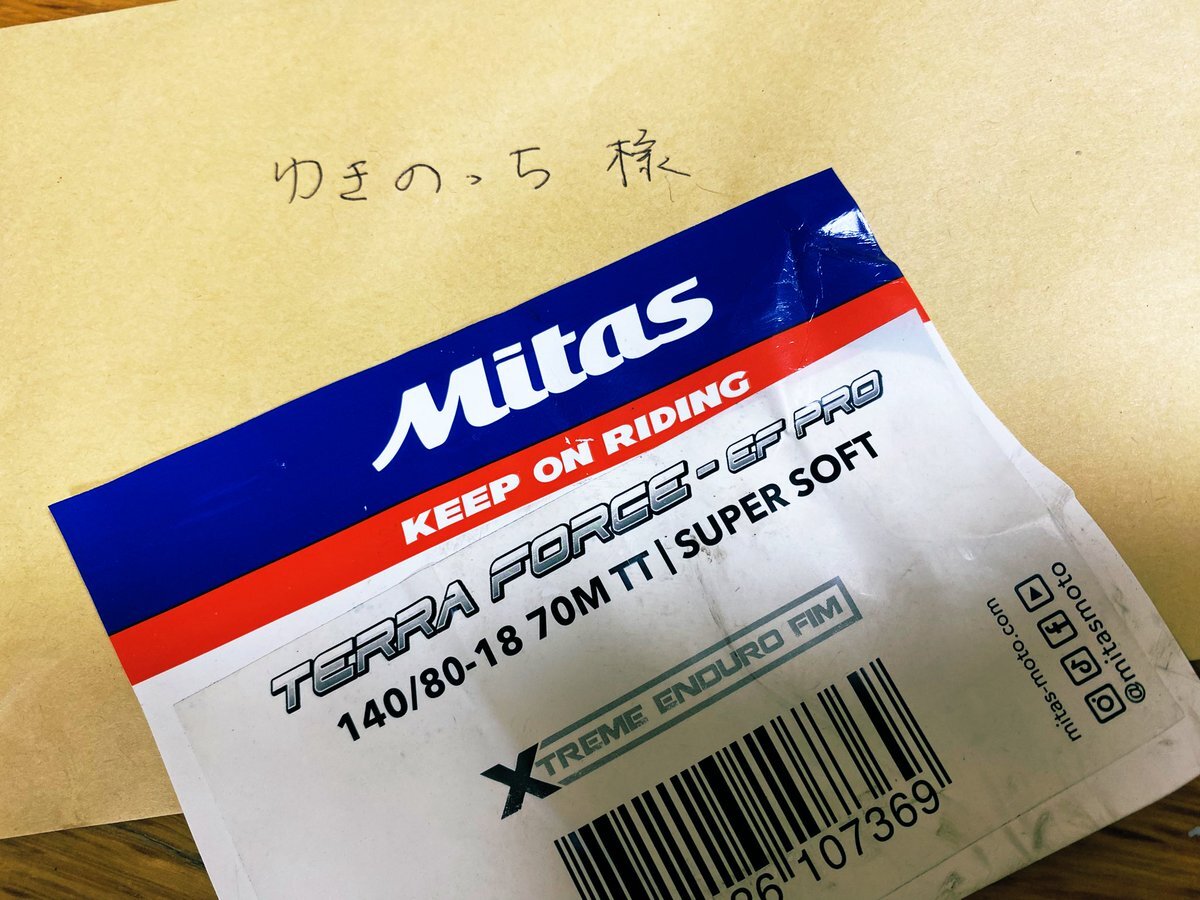 ゆきのっち 様
Mitas
KEEP ON RIDING
TERRA FORCE - EF PRO
140/80-18 70M TT | SUPER SOFT
XTREME ENDURO FIM
107369
mitas-moto.com
@mitasmoto